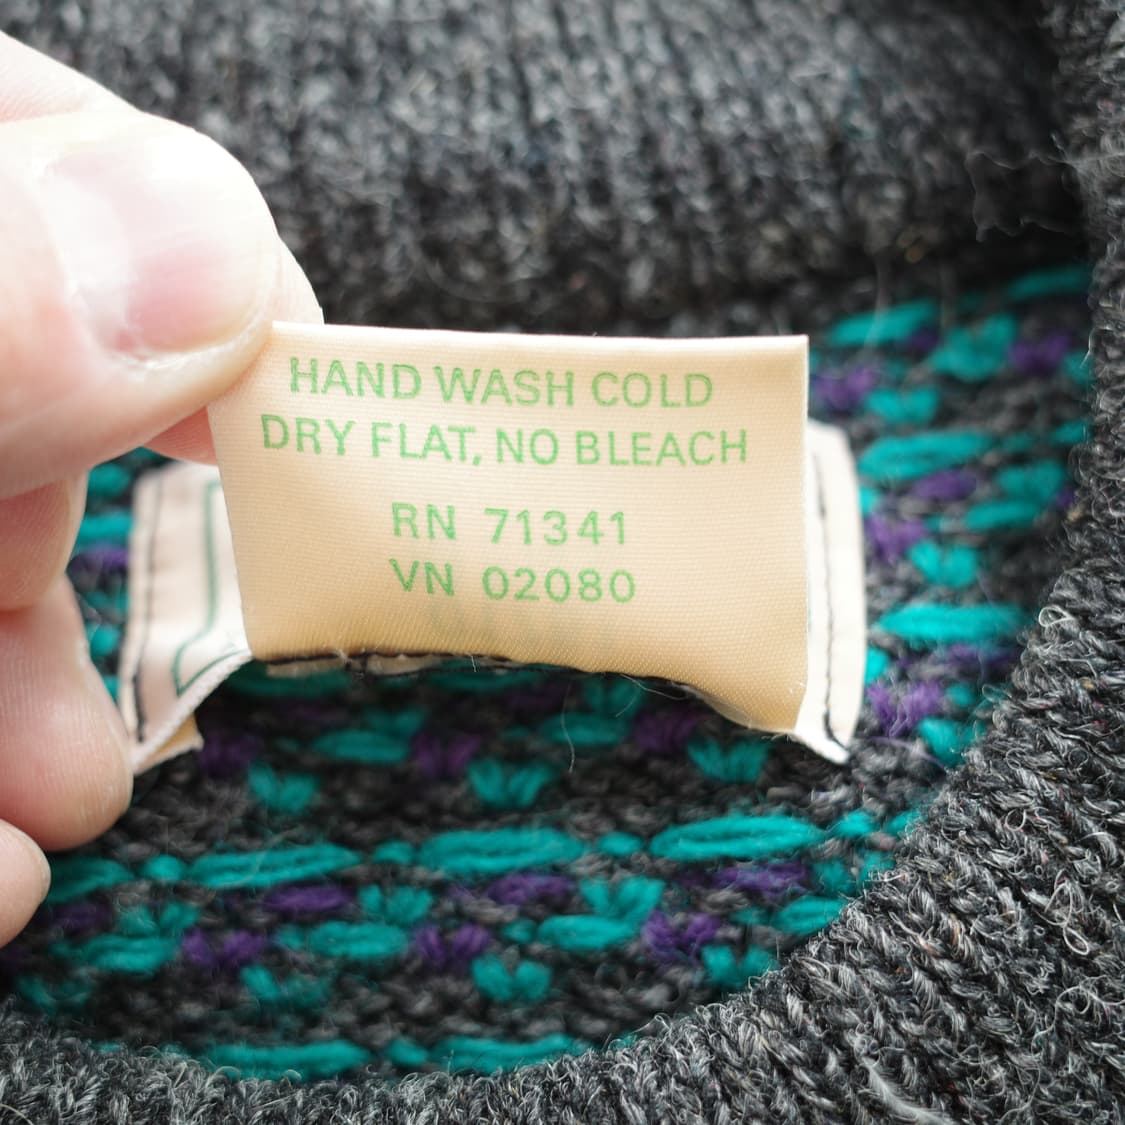 HAND WASH COLD
DRY FLAT, NO BLEACH
RN 71341
VN 02080